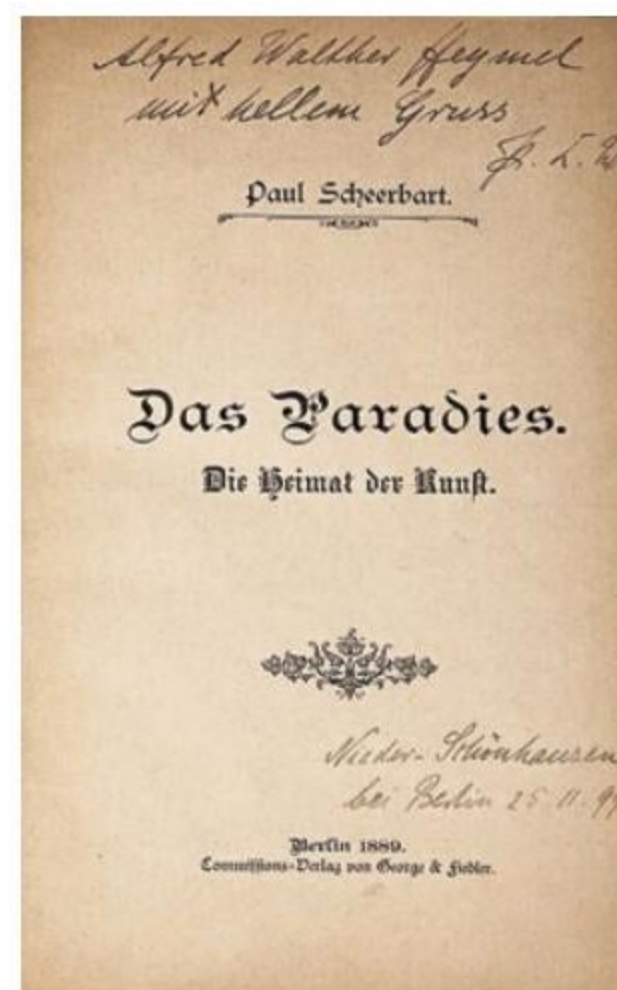 Alfred Walther Heymel
mit hellem Gruss
Paul Scheerbart.
Das Paradies.
Die Heimat der Kunst.
Nieder-Schönhausen
bei Berlin 25.11.99
Berlin 1889.
Commissions-Verlag von George & Fiedler.